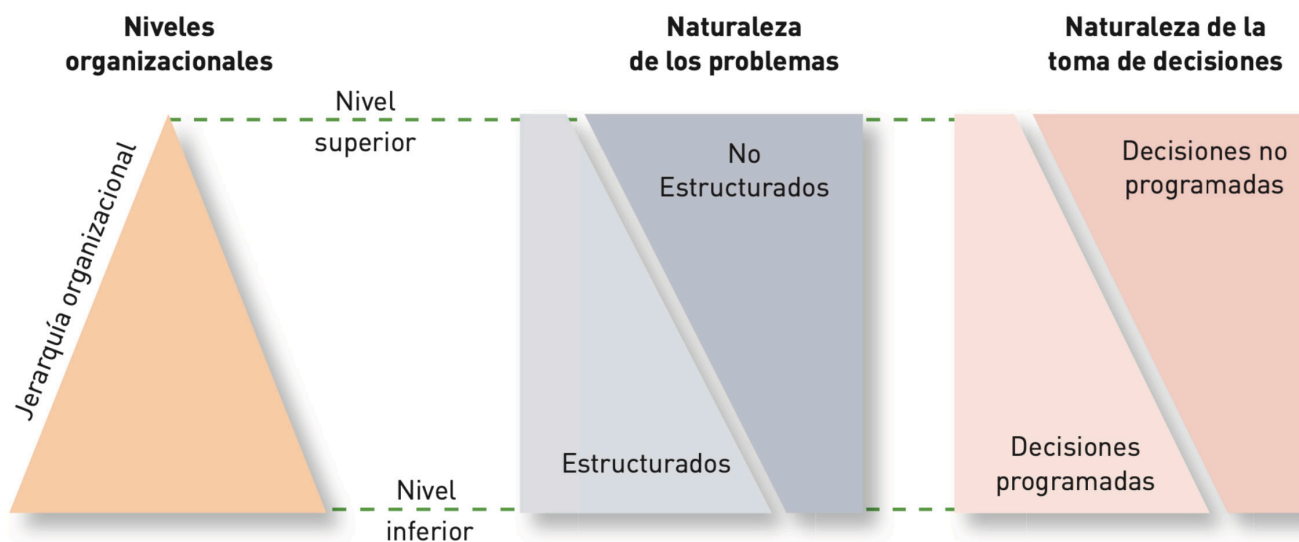 Niveles
organizacionales
Naturaleza
de los problemas
Naturaleza de la
toma de decisiones
Jerarquía organizacional
Nivel
superior
No
Estructurados
Decisiones no
programadas
Estructurados
Decisiones
programadas
Nivel
inferior